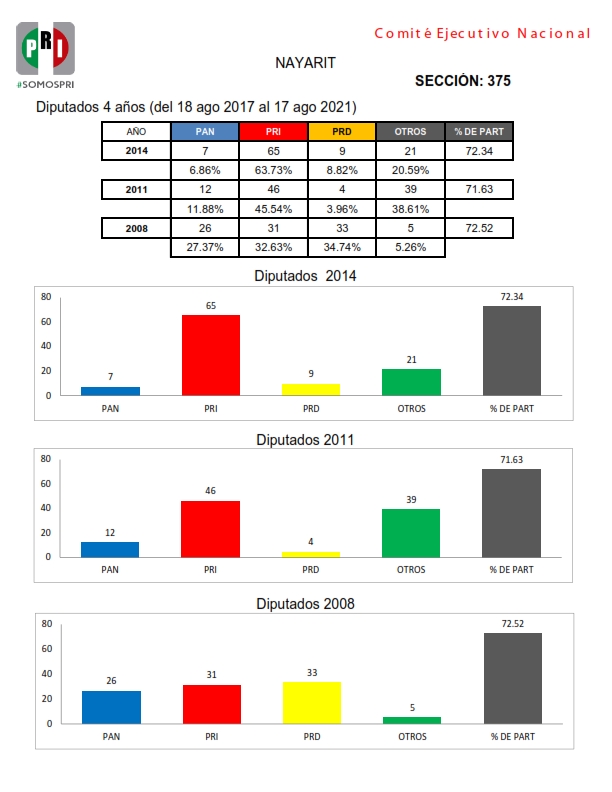 PRI
Comité Ejecutivo Nacional
#SOMOSPRI
NAYARIT
SECCIÓN: 375
Diputados 4 años (del 18 ago 2017 al 17 ago 2021)
AÑO PAN PRI PRD OTROS % DE PART
2014 7 65 9 21 72.34
6.86% 63.73% 8.82% 20.59%
2011 12 46 4 39 71.63
11.88% 45.54% 3.96% 38.61%
2008 26 31 33 5 72.52
27.37% 32.63% 34.74% 5.26%
Diputados 2014
80
60
40
20
0
7 65 9 21 72.34
PAN PRI PRD OTROS % DE PART
Diputados 2011
80
60
40
20
0
12 46 4 39 71.63
PAN PRI PRD OTROS % DE PART
Diputados 2008
80
60
40
20
0
26 31 33 5 72.52
PAN PRI PRD OTROS % DE PART